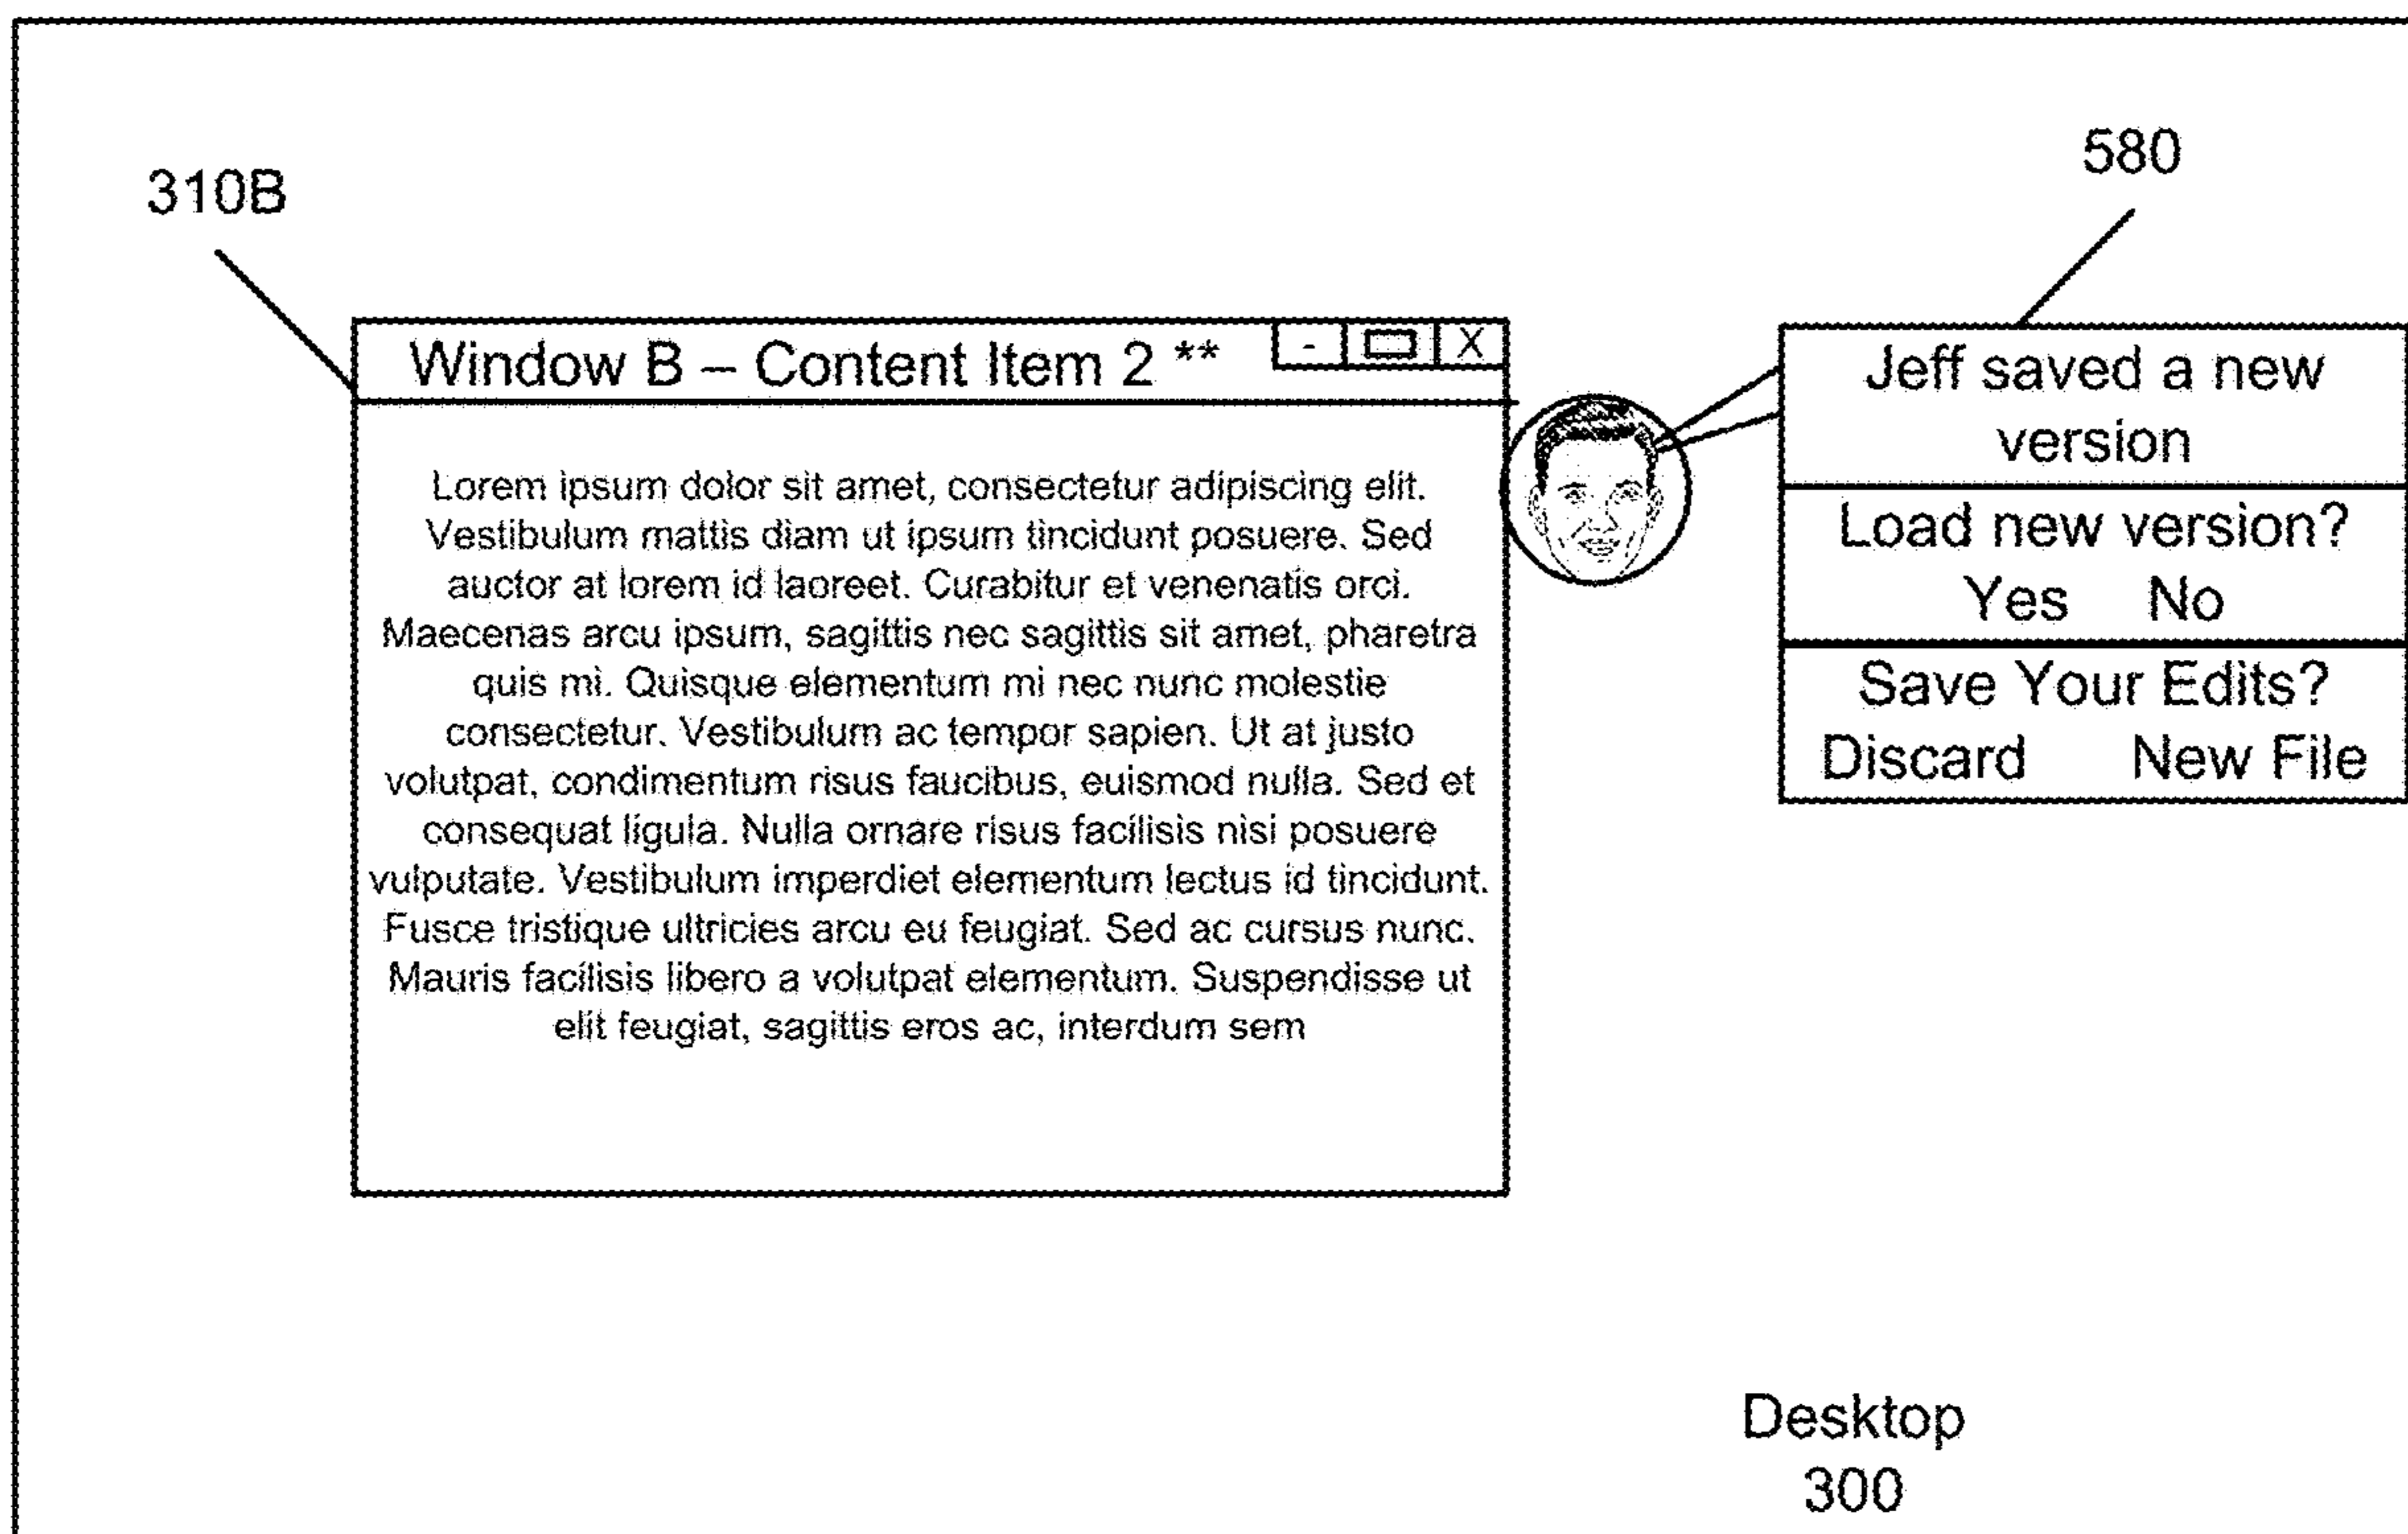 310B
580
Window B – Content Item 2 **
- X
Lorem ipsum dolor sit amet, consectetur adipiscing elit.
Vestibulum mattis diam ut ipsum tincidunt posuere. Sed
auctor at lorem id laoreet. Curabitur et venenatis orci.
Maecenas arcu ipsum, sagittis nec sagittis sit amet, pharetra
quis mi. Quisque elementum mi nec nunc molestie
consectetur. Vestibulum ac tempor sapien. Ut at justo
volutpat, condimentum risus faucibus, euismod nulla. Sed et
consequat ligula. Nulla ornare risus facilisis nisi posuere
vulputate. Vestibulum imperdiet elementum lectus id tincidunt.
Fusce tristique ultricies arcu eu feugiat. Sed ac cursus nunc.
Mauris facilisis libero a volutpat elementum. Suspendisse ut
elit feugiat, sagittis eros ac, interdum sem
Jeff saved a new
version
Load new version?
Yes No
Save Your Edits?
Discard New File
Desktop
300